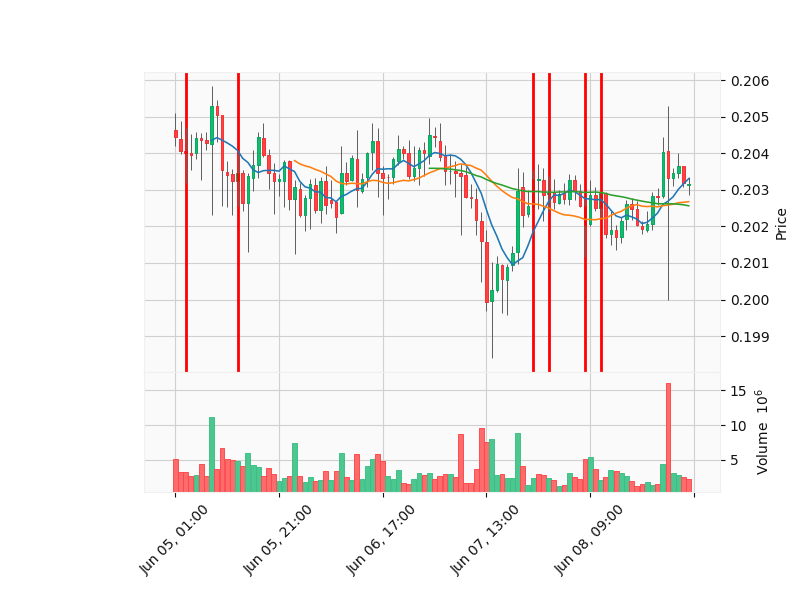 0.206
0.205
0.204
0.203
0.202
0.201
0.200
0.199
Price
15
10
5
Volume 10⁶
Jun 05, 01:00
Jun 05, 21:00
Jun 06, 17:00
Jun 07, 13:00
Jun 08, 09:00